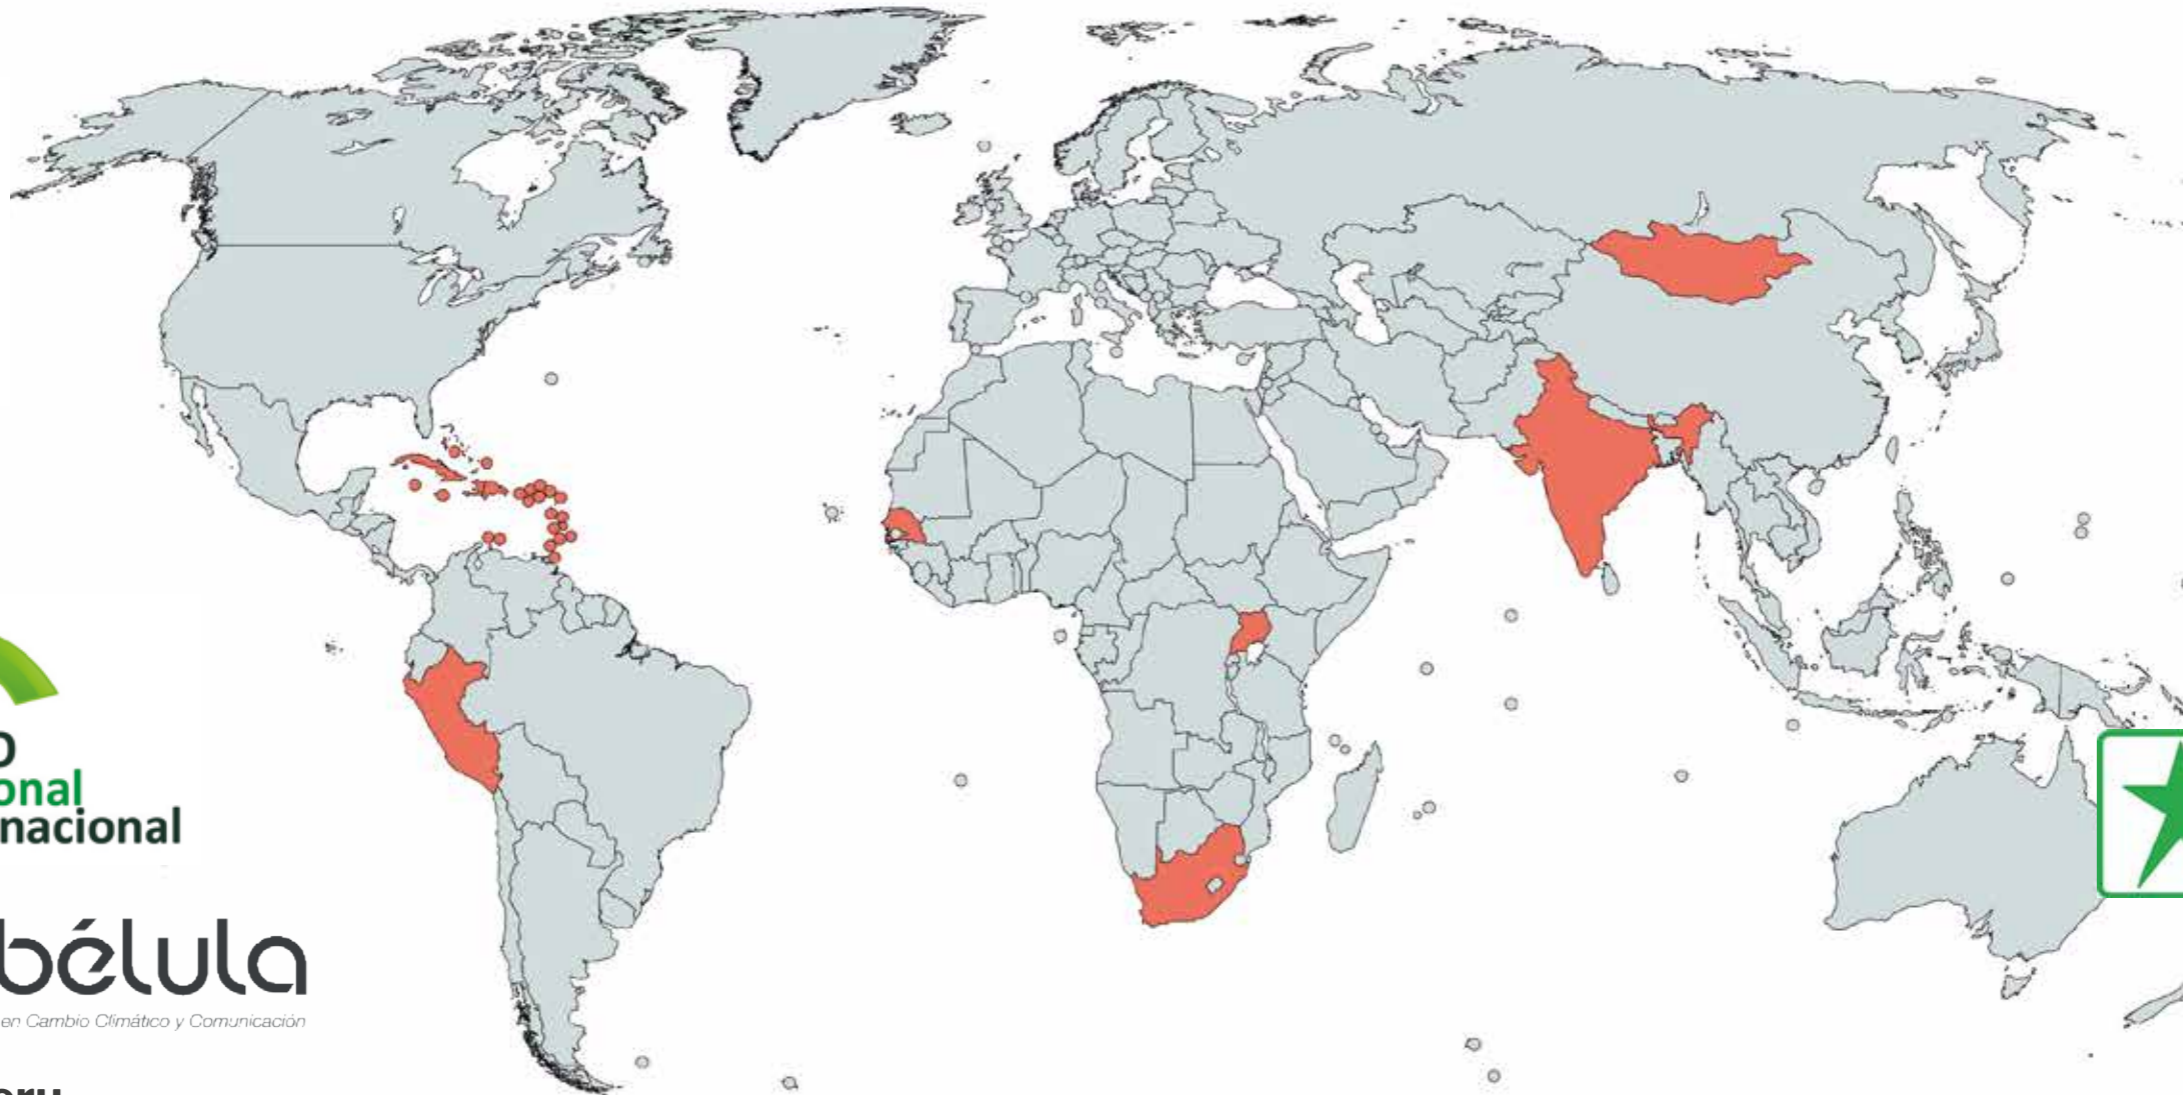 onal
nacional
bélula
en Cambio Climático y Comunicación